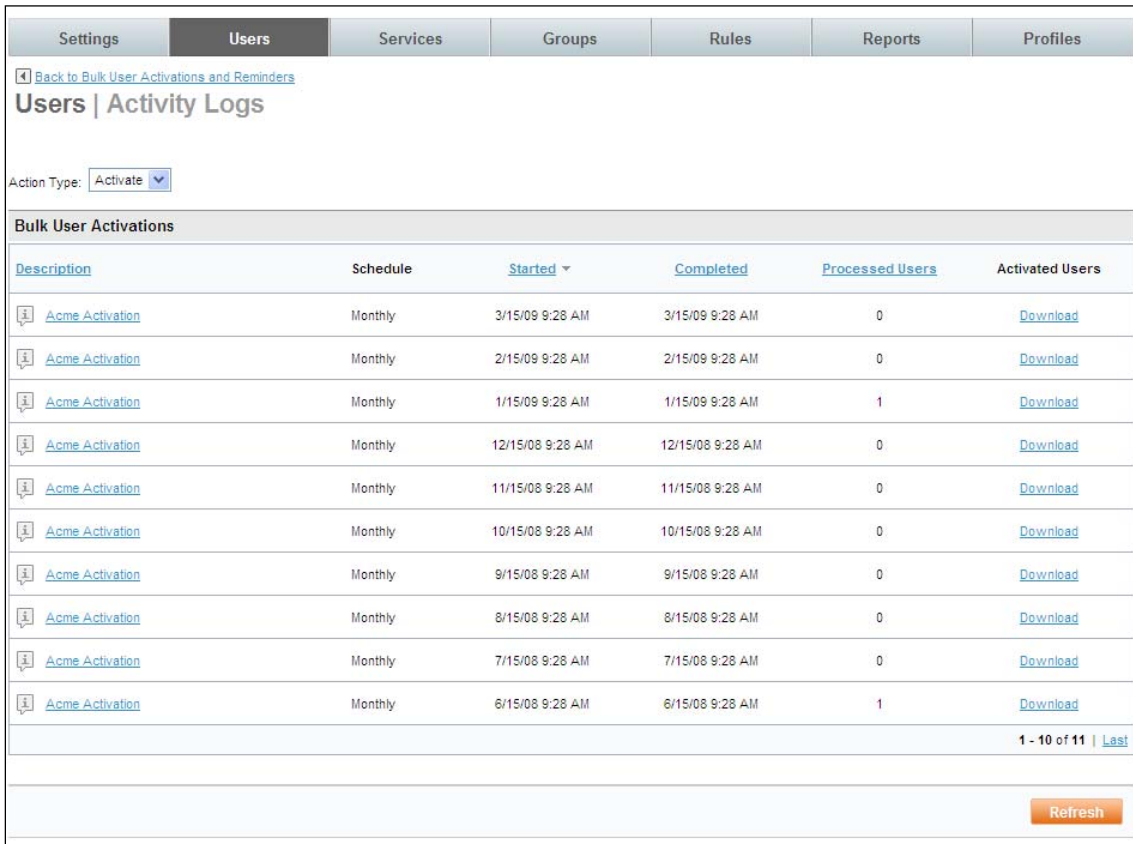 Settings Users Services Groups Rules Reports Profiles
Back to Bulk User Activations and Reminders
Users | Activity Logs
Action Type: Activate
Bulk User Activations
Description Schedule Started Completed Processed Users Activated Users
i Acme Activation Monthly 3/15/09 9:28 AM 3/15/09 9:28 AM 0 Download
i Acme Activation Monthly 2/15/09 9:28 AM 2/15/09 9:28 AM 0 Download
i Acme Activation Monthly 1/15/09 9:28 AM 1/15/09 9:28 AM 1 Download
i Acme Activation Monthly 12/15/08 9:28 AM 12/15/08 9:28 AM 0 Download
i Acme Activation Monthly 11/15/08 9:28 AM 11/15/08 9:28 AM 0 Download
i Acme Activation Monthly 10/15/08 9:28 AM 10/15/08 9:28 AM 0 Download
i Acme Activation Monthly 9/15/08 9:28 AM 9/15/08 9:28 AM 0 Download
i Acme Activation Monthly 8/15/08 9:28 AM 8/15/08 9:28 AM 0 Download
i Acme Activation Monthly 7/15/08 9:28 AM 7/15/08 9:28 AM 0 Download
i Acme Activation Monthly 6/15/08 9:28 AM 6/15/08 9:28 AM 1 Download
1 - 10 of 11 | Last
Refresh